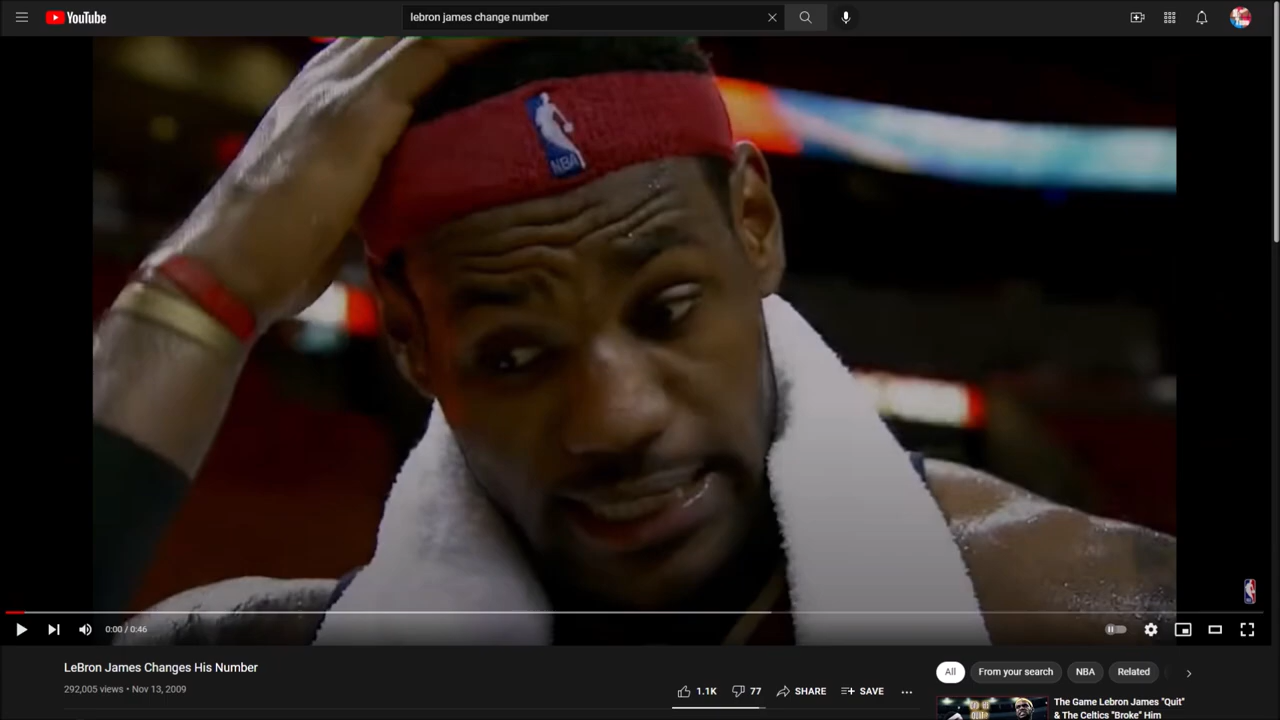 YouTube
lebron james change number
NBA
0:00 / 0:46
LeBron James Changes His Number
292,005 views • Nov 13, 2009
1.1K
77
SHARE
SAVE
All
From your search
NBA
Related
The Game Lebron James "Quit"
& The Celtics "Broke" Him